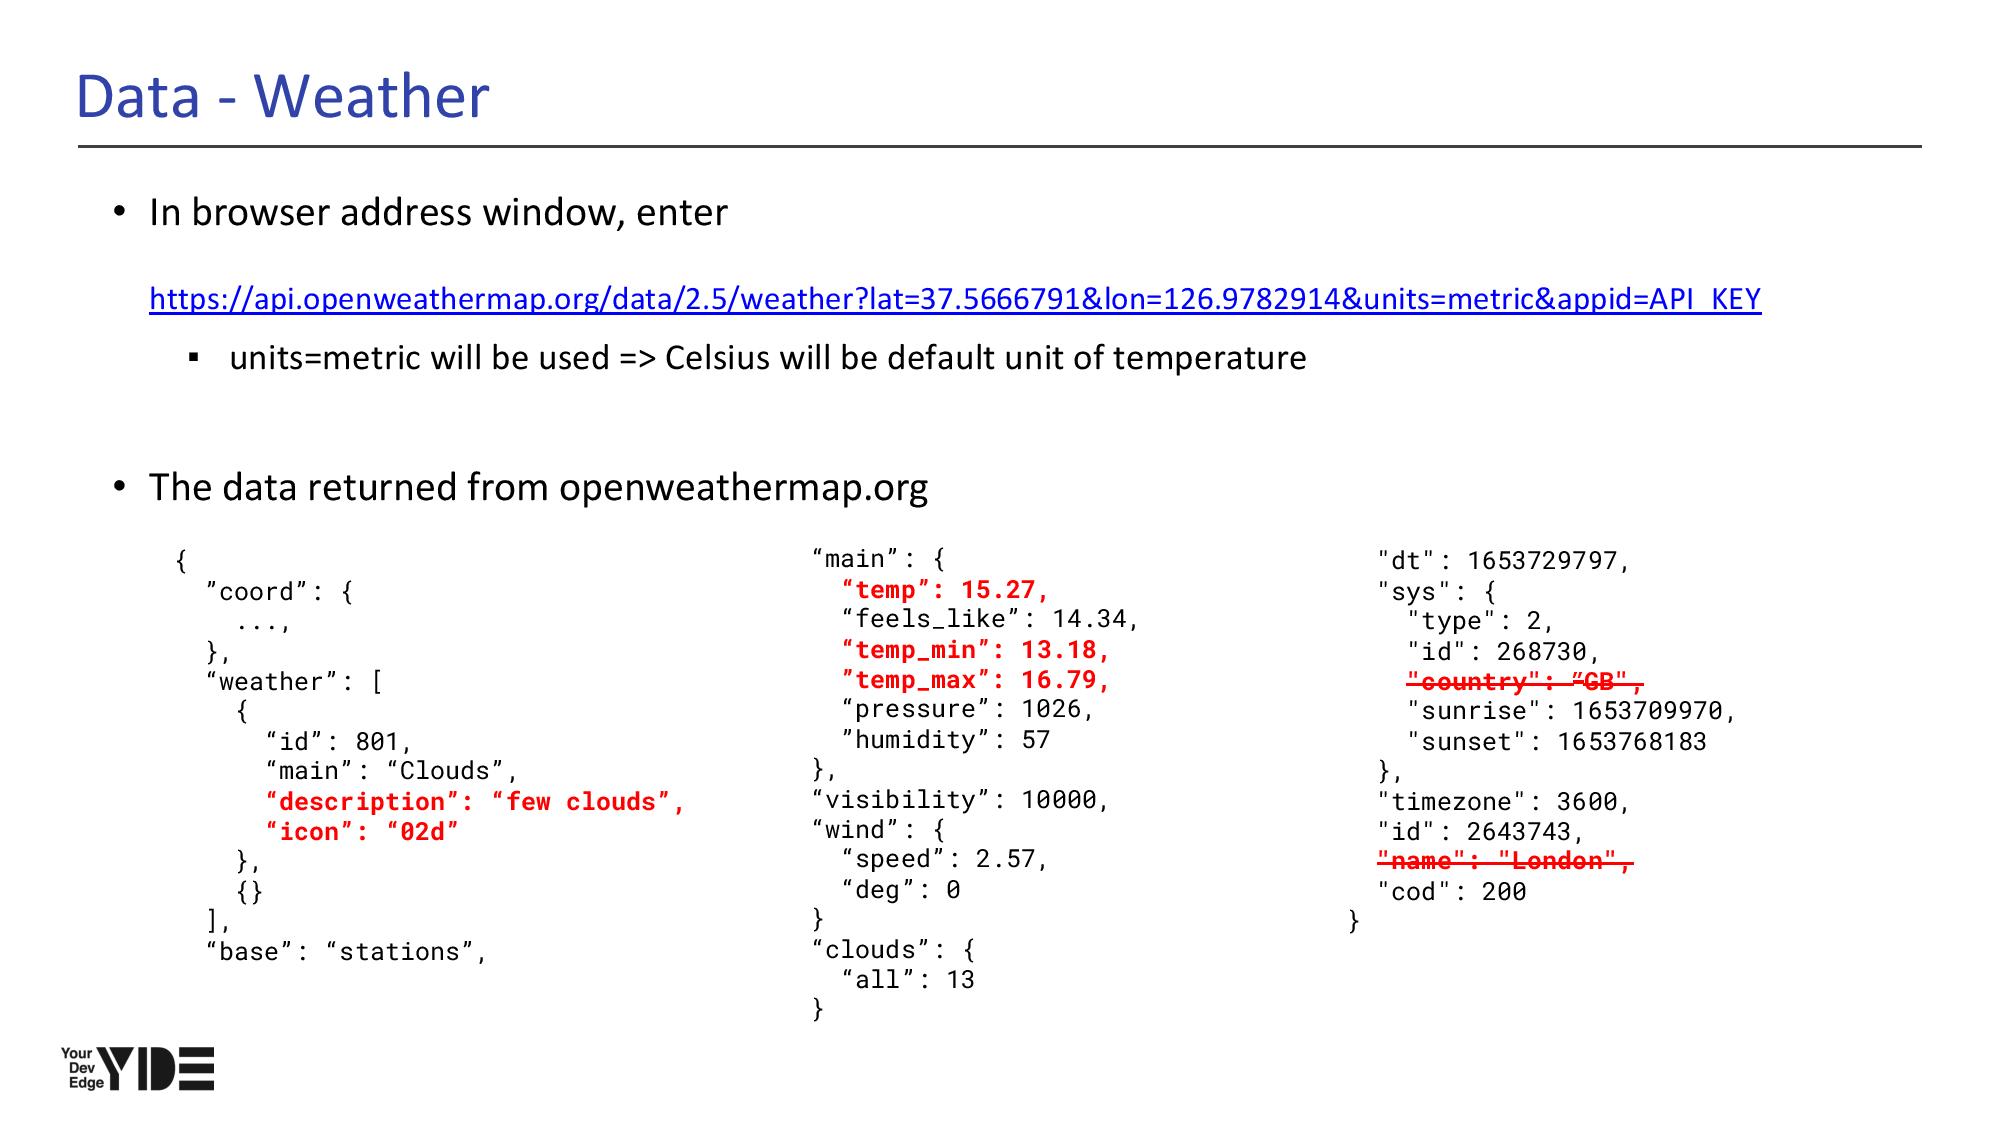 Data - Weather
• In browser address window, enter
https://api.openweathermap.org/data/2.5/weather?lat=37.5666791&lon=126.9782914&units=metric&appid=API_KEY
▪ units=metric will be used => Celsius will be default unit of temperature
• The data returned from openweathermap.org
{
”coord”: {
...,
},
“weather”: [
{
“id”: 801,
“main”: “Clouds”,
“description”: “few clouds”,
“icon”: “02d”
},
{}
],
“base”: “stations”,
“main”: {
“temp”: 15.27,
“feels_like”: 14.34,
“temp_min”: 13.18,
”temp_max”: 16.79,
“pressure”: 1026,
”humidity”: 57
},
“visibility”: 10000,
“wind”: {
“speed”: 2.57,
“deg”: 0
}
“clouds”: {
“all”: 13
}
"dt": 1653729797,
"sys": {
"type": 2,
"id": 268730,
"country": ”GB",
"sunrise": 1653709970,
"sunset": 1653768183
},
"timezone": 3600,
"id": 2643743,
"name": "London",
"cod": 200
}
Your
Dev
Edge
YDE